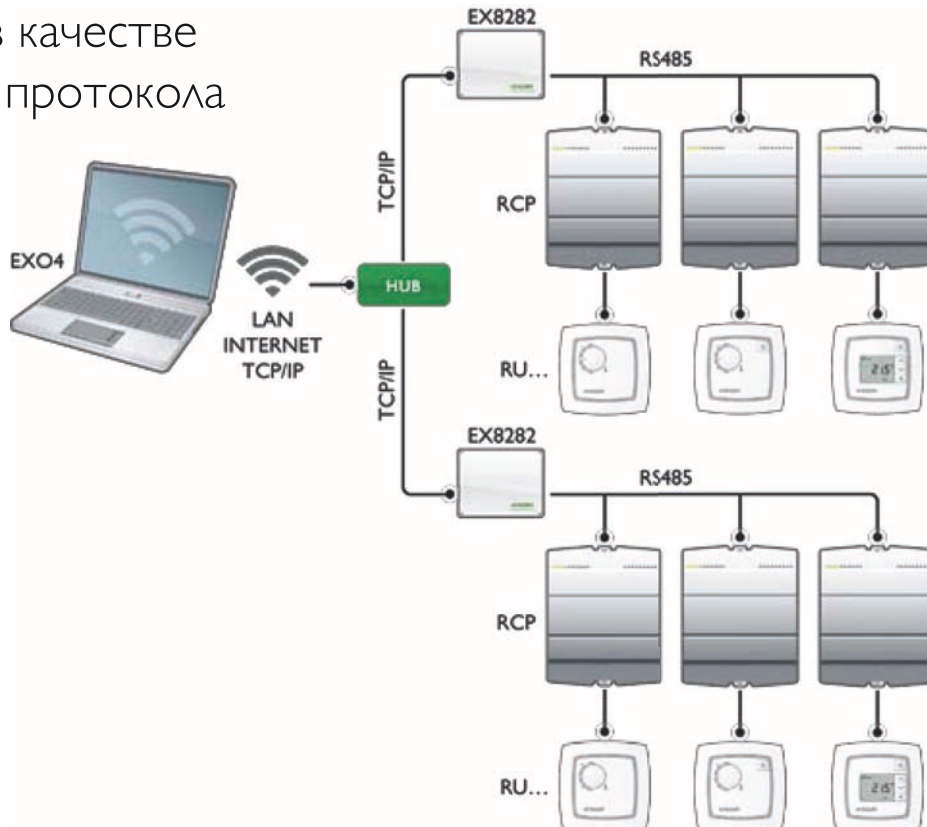 в качестве
протокола
EX8282
RS485
TCP/IP
RCP
EXO4
HUB
LAN
INTERNET
TCP/IP
RU...
TCP/IP
EX8282
RS485
RCP
RU...